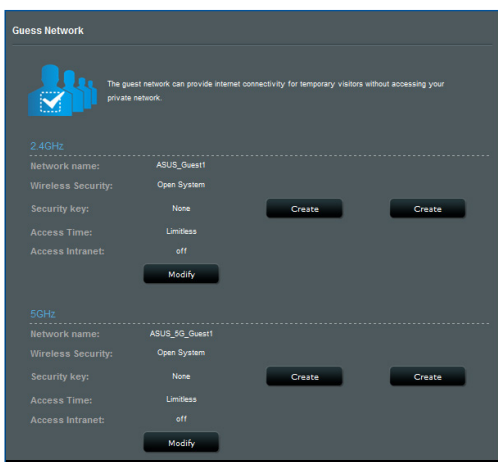 Guess Network
The guest network can provide internet connectivity for temporary visitors without accessing your
private network.
2.4GHz
Network name: ASUS_Guest1
Wireless Security: Open System
Security key: None Create Create
Access Time: Limitless
Access Intranet: off
Modify
5GHz
Network name: ASUS_5G_Guest1
Wireless Security: Open System
Security key: None Create Create
Access Time: Limitless
Access Intranet: off
Modify